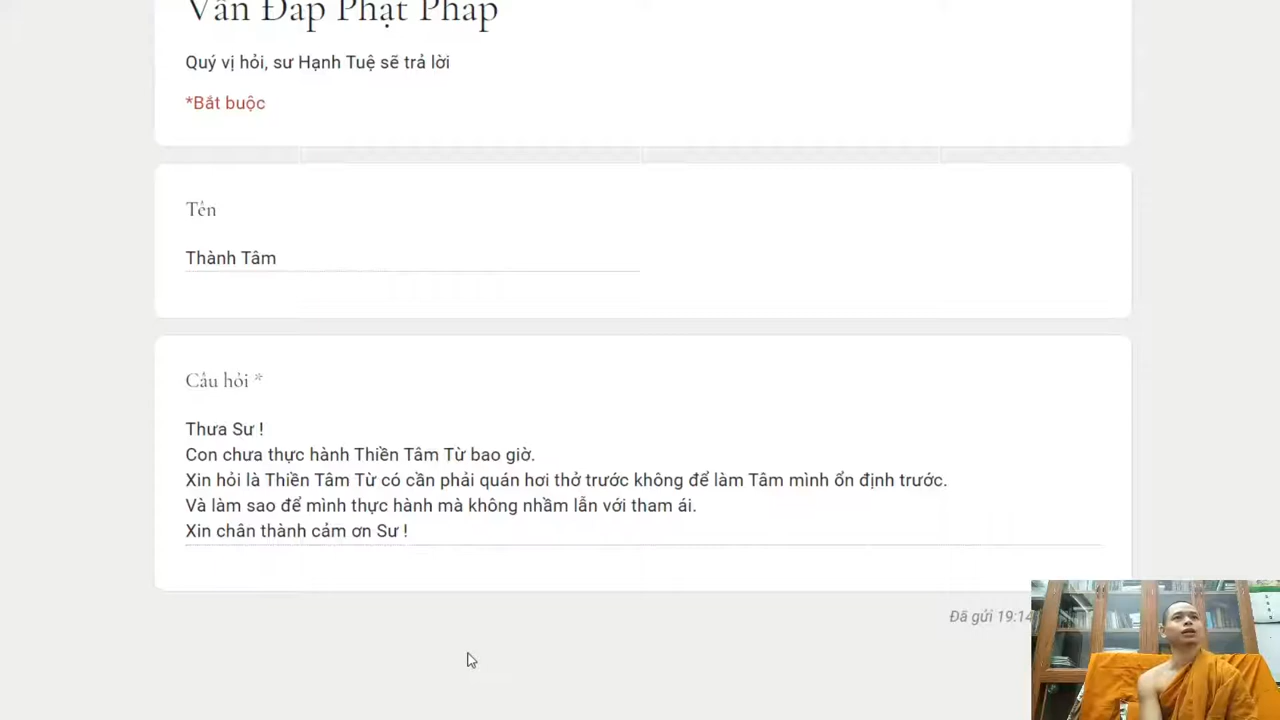 Vấn Đáp Phật Pháp
Quý vị hỏi, sư Hạnh Tuệ sẽ trả lời
*Bắt buộc
Tên
Thành Tâm
Câu hỏi *
Thưa Sư !
Con chưa thực hành Thiền Tâm Từ bao giờ.
Xin hỏi là Thiền Tâm Từ có cần phải quán hơi thở trước không để làm Tâm mình ổn định trước.
Và làm sao để mình thực hành mà không nhầm lẫn với tham ái.
Xin chân thành cảm ơn Sư !
Đã gửi 19:14